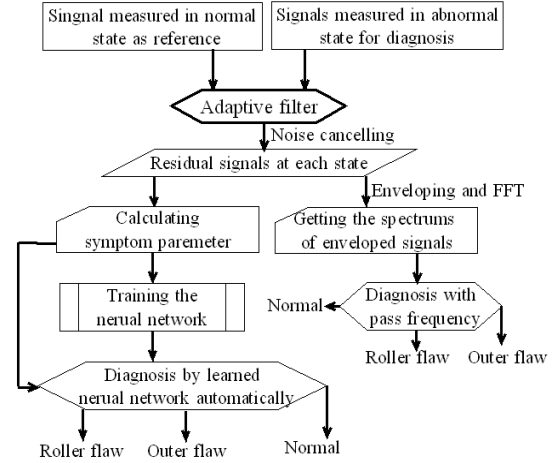 Singnal measured in normal
state as reference
Signals measured in abnormal
state for diagnosis
Adaptive filter
Noise cancelling
Residual signals at each state
Enveloping and FFT
Calculating
symptom paremeter
Getting the spectrums
of enveloped signals
Training the
nerual network
Normal
Diagnosis with
pass frequency
Roller flaw
Outer flaw
Diagnosis by learned
nerual network automatically
Roller flaw
Outer flaw
Normal